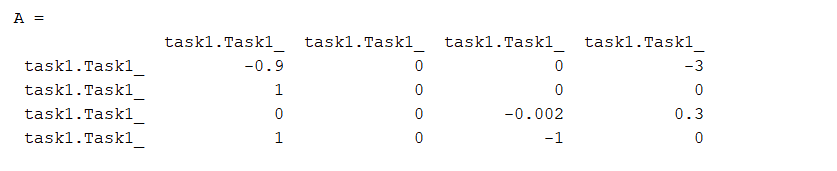 A =
task1.Task1_ task1.Task1_ task1.Task1_ task1.Task1_
task1.Task1_ -0.9 0 0 -3
task1.Task1_ 1 0 0 0
task1.Task1_ 0 0 -0.002 0.3
task1.Task1_ 1 0 -1 0